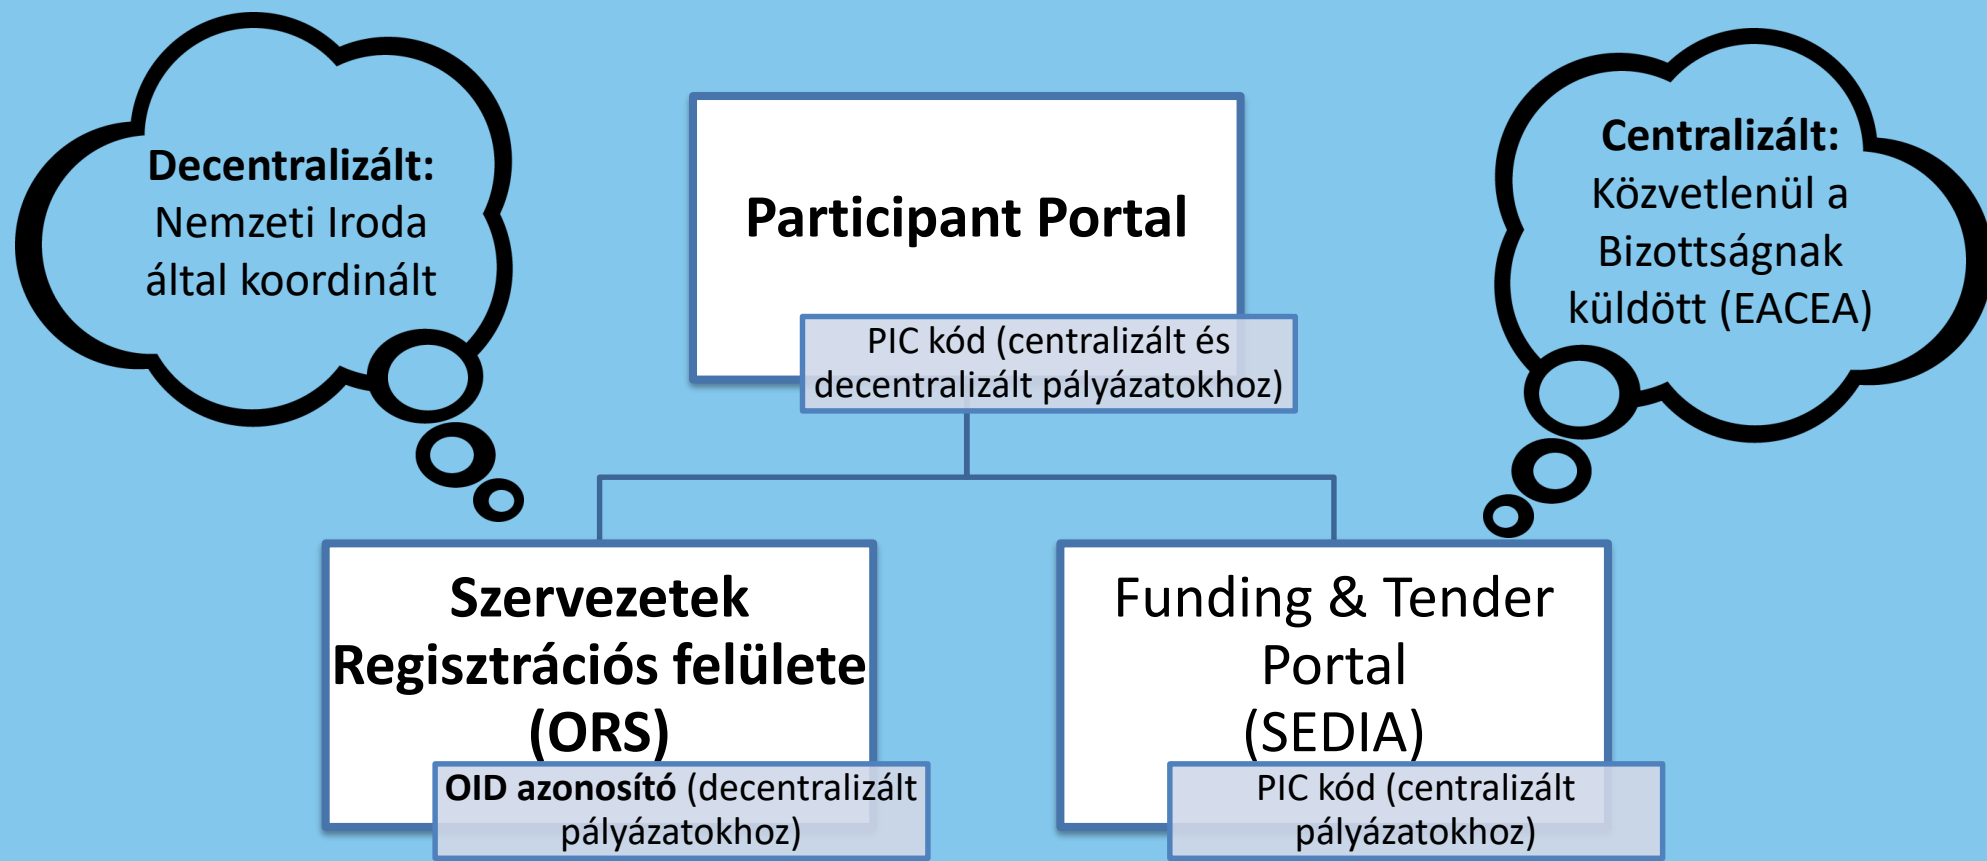 Decentralizált:
Nemzeti Iroda
által koordinált
Participant Portal
PIC kód (centralizált és
decentralizált pályázatokhoz)
Centralizált:
Közvetlenül a
Bizottságnak
küldött (EACEA)
Szervezetek
Regisztrációs felülete
(ORS)
OID azonosító (decentralizált
pályázatokhoz)
Funding & Tender
Portal
(SEDIA)
PIC kód (centralizált
pályázatokhoz)